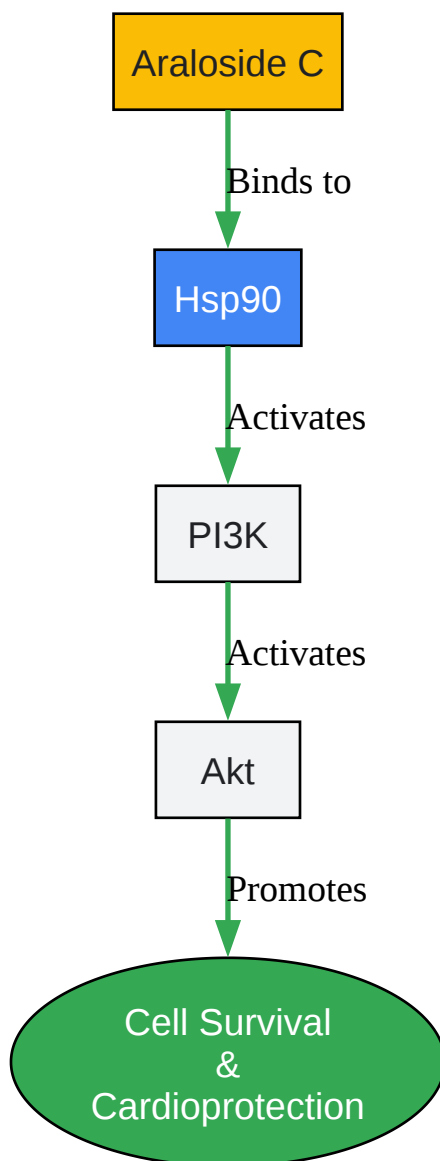 Araloside C
Binds to
Hsp90
Activates
PI3K
Activates
Akt
Promotes
Cell Survival
&
Cardioprotection